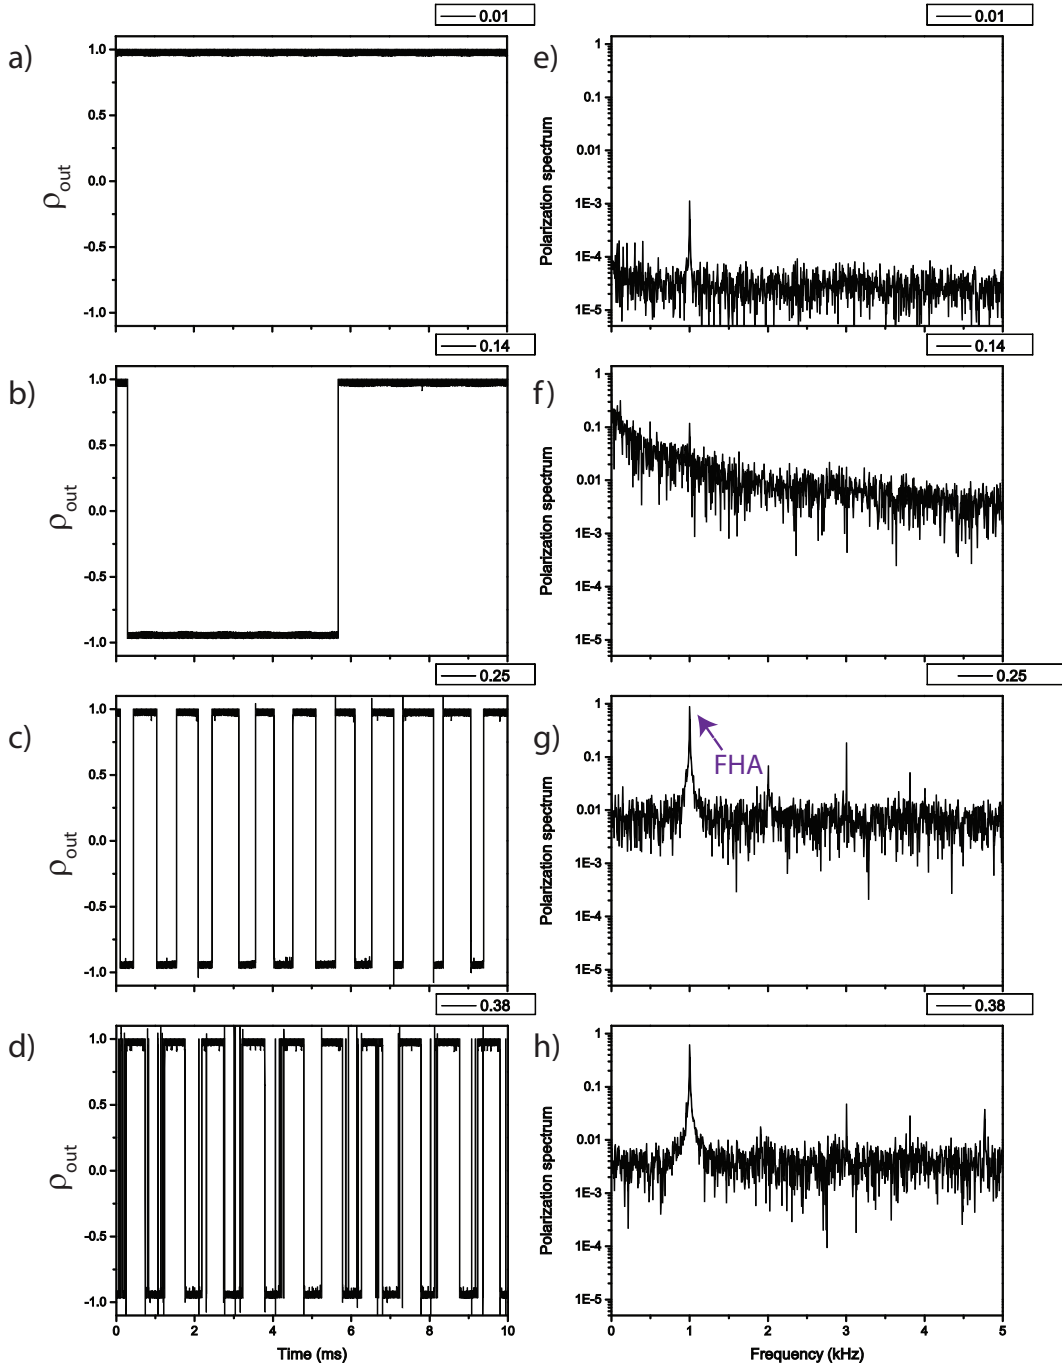 0.01
0.01
a)
1.0
0.5
0.0
-0.5
-1.0
ρout
e)
1
0.1
0.01
1E-3
1E-4
1E-5
Polarization spectrum
0.14
0.14
b)
1.0
0.5
0.0
-0.5
-1.0
ρout
f)
1
0.1
0.01
1E-3
1E-4
1E-5
Polarization spectrum
0.25
0.25
c)
1.0
0.5
0.0
-0.5
-1.0
ρout
g)
1
0.1
0.01
1E-3
1E-4
1E-5
Polarization spectrum
FHA
0.38
0.38
d)
1.0
0.5
0.0
-0.5
-1.0
ρout
0 2 4 6 8 10
Time (ms)
h)
1
0.1
0.01
1E-3
1E-4
1E-5
Polarization spectrum
0 1 2 3 4 5
Frequency (kHz)